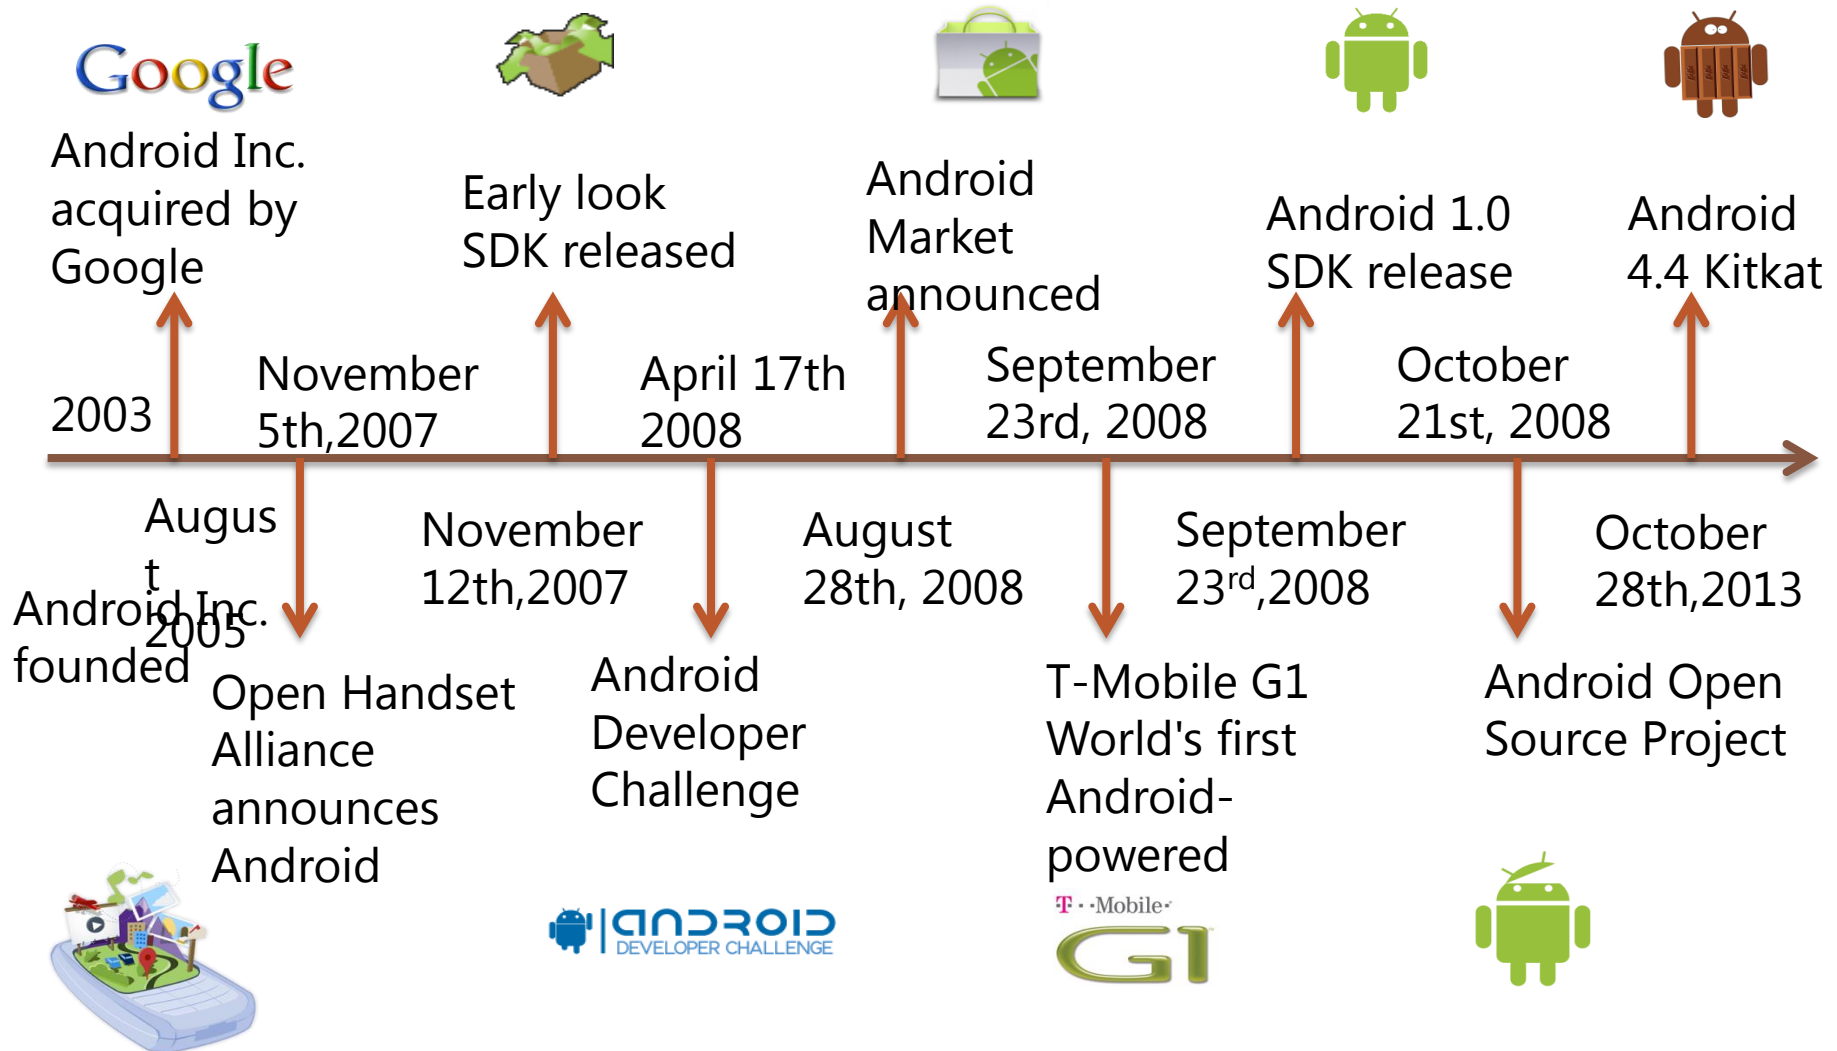 Google
Android Inc.
acquired by
Google
Early look
SDK released
Android
Market
announced
Android 1.0
SDK release
Android
4.4 Kitkat
2003
November
5th,2007
April 17th
2008
September
23rd, 2008
October
21st, 2008
Augus
t
2005
November
12th,2007
August
28th, 2008
September
23rd,2008
October
28th,2013
Android Inc.
founded
Open Handset
Alliance
announces
Android
Android
Developer
Challenge
T-Mobile G1
World's first
Android-
powered
Android Open
Source Project
ANDROID
DEVELOPER CHALLENGE
T··Mobile·
G1